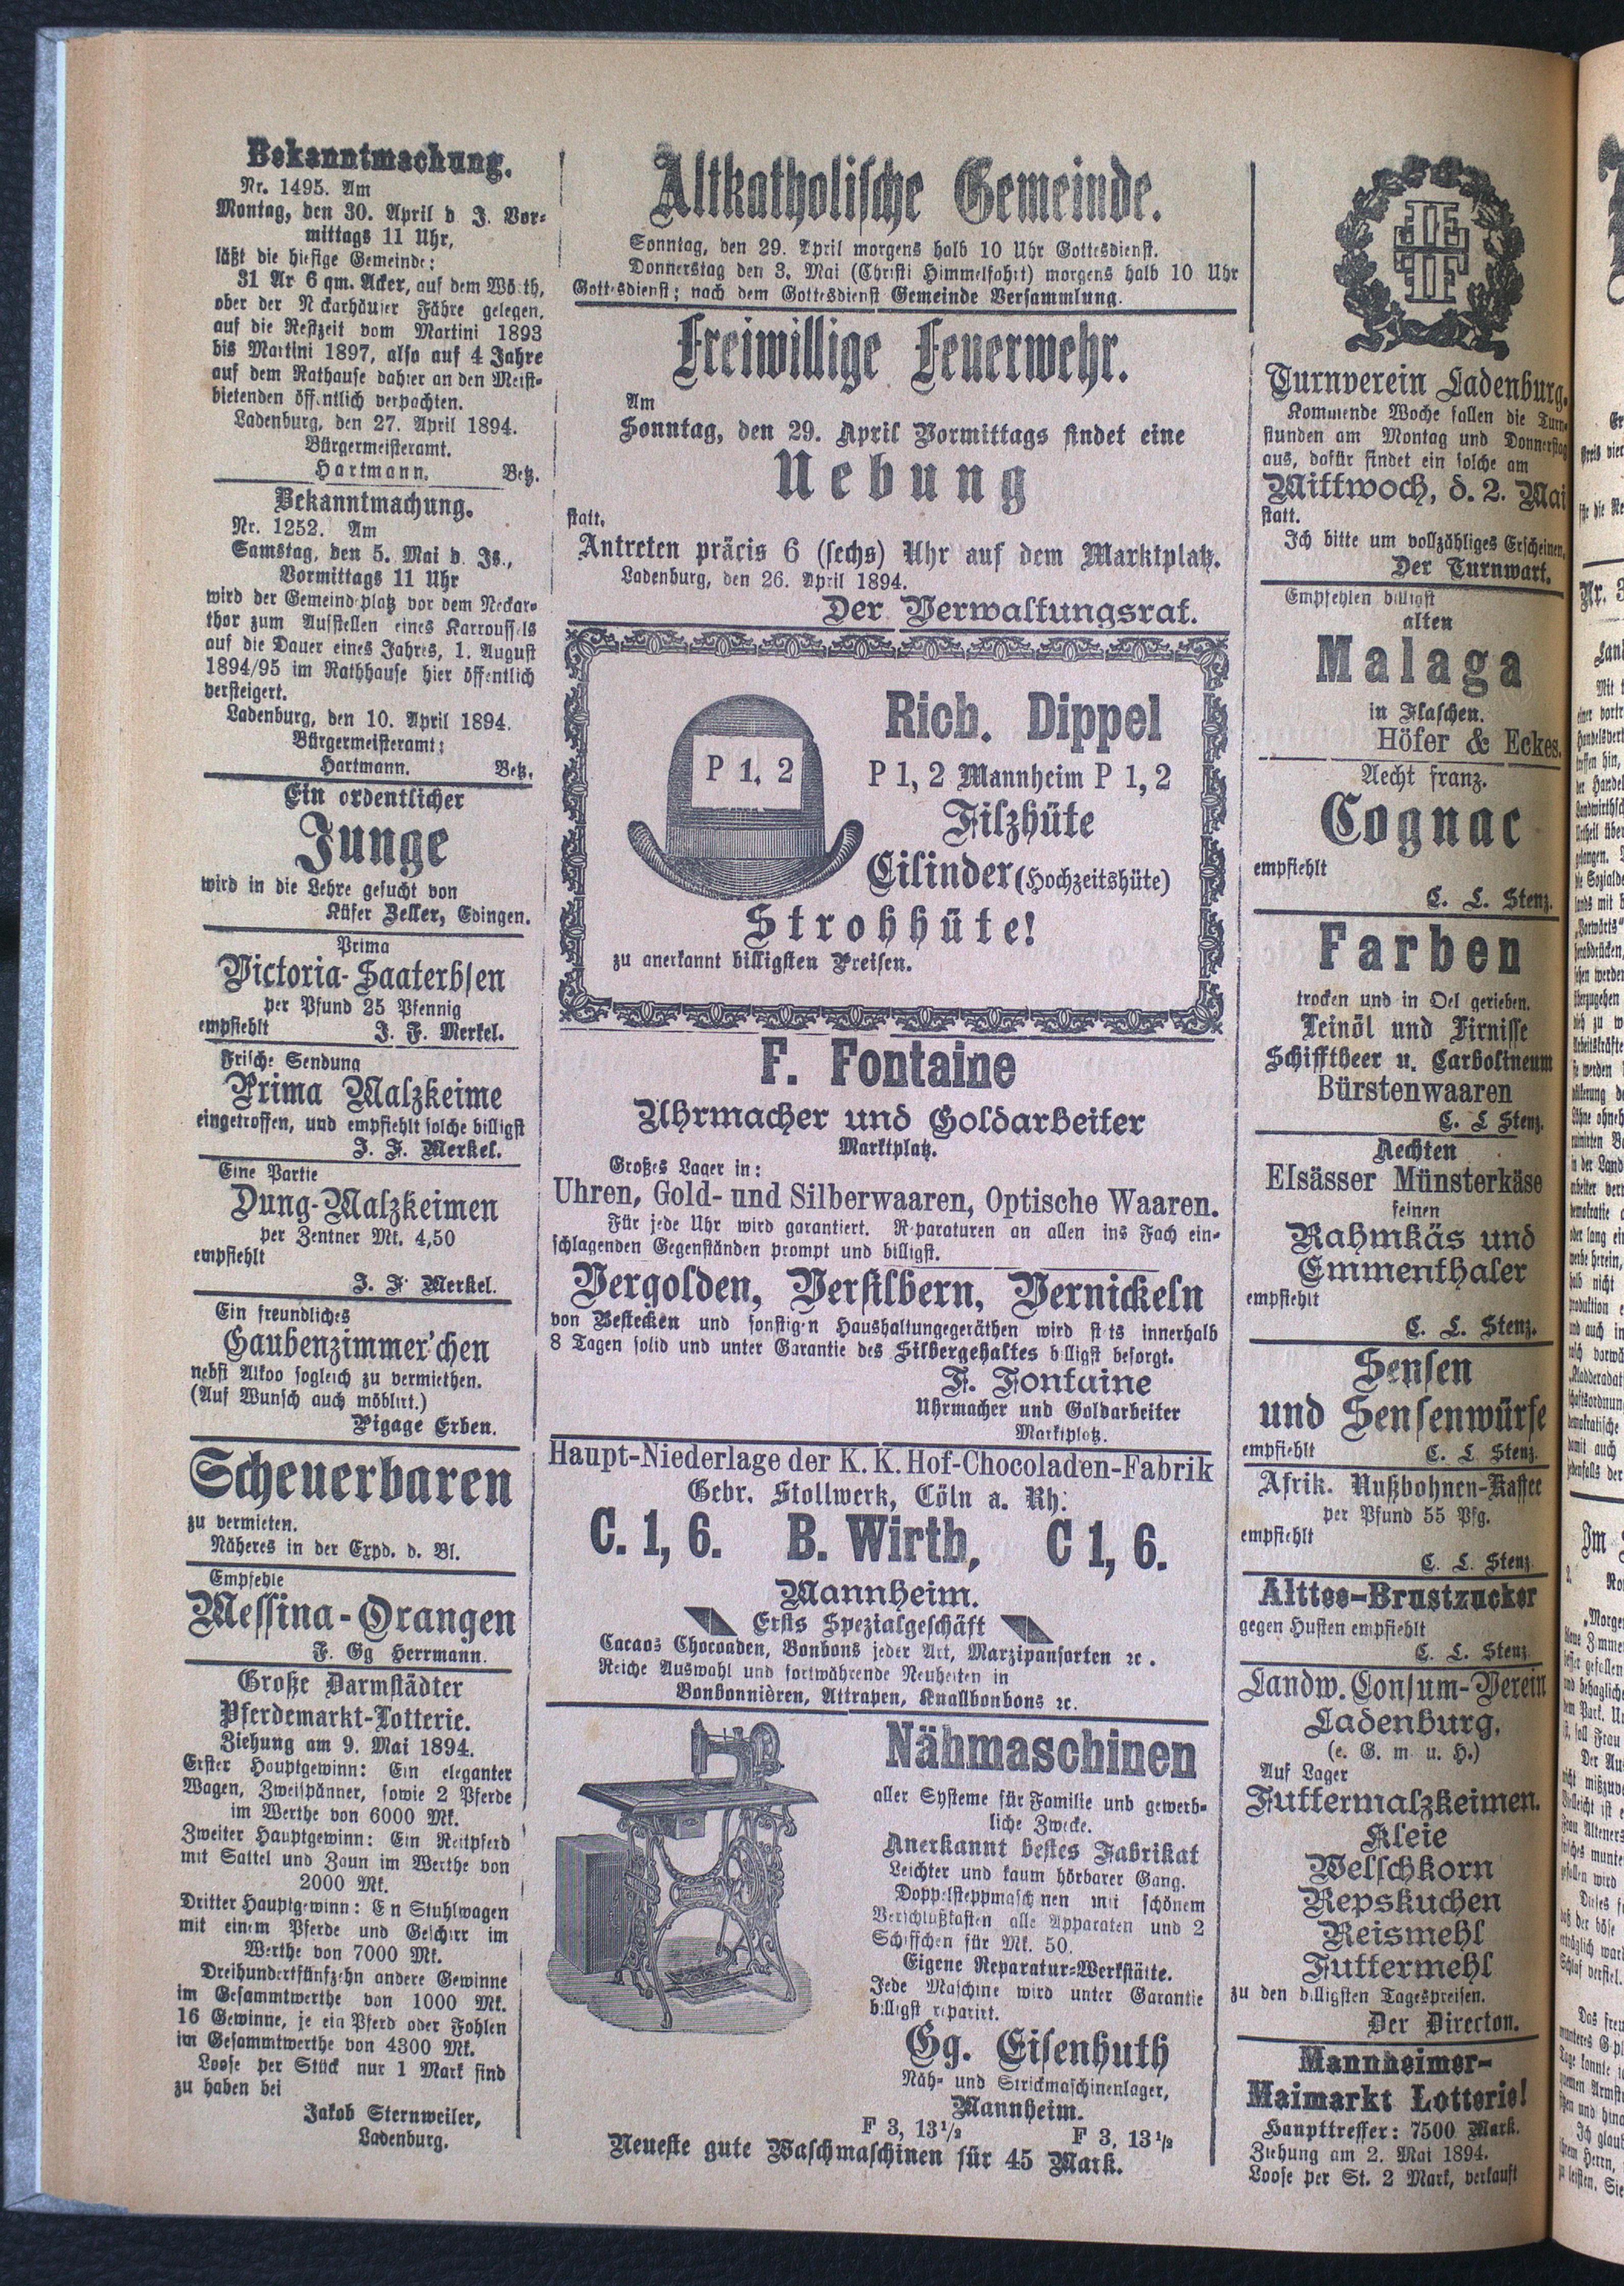 Bekanntmachung.
Nr. 1495. Am
Montag, den 30. April d. J. Vor-
mittags 11 Uhr,
läßt die hiesige Gemeinde:
31 Ar 6 qm. Acker, auf dem Wörth,
ober der Neckarhäuser Fähre gelegen,
auf die Restzeit vom Martini 1893
bis Martini 1897, also auf 4 Jahre
auf dem Rathause dahier an den Meist-
bietenden öffentlich verpachten.
Ladenburg, den 27. April 1894.
Bürgermeisteramt.
Hartmann. Betz.
Bekanntmachung.
Nr. 1252. Am
Samstag, den 5. Mai d. Js.,
Vormittags 11 Uhr
wird der Gemeindeplatz vor dem Neckar-
thor zum Aufstellen eines Karroussels
auf die Dauer eines Jahres, 1. August
1894/95 im Rathhause hier öffentlich
versteigert.
Ladenburg, den 10. April 1894.
Bürgermeisteramt:
Hartmann. Betz.
Ein ordentlicher
Junge
wird in die Lehre gesucht von
Küfer Zeller, Edingen.
Prima
Victoria-Saaterbsen
per Pfund 25 Pfennig
empfiehlt J. F. Merkel.
Frische Sendung
Prima Malzkeime
eingetroffen, und empfiehlt solche billigst
J. F. Merkel.
Eine Partie
Dung-Malzkeimen
per Zentner Mk. 4,50
empfiehlt
J. F Merkel.
Ein freundliches
Gaubenzimmer'chen
nebst Alkoo sogleich zu vermiethen.
(Auf Wunsch auch möblirt.)
Pigage Erben.
Scheuerbaren
zu vermieten.
Näheres in der Expd. d. Bl.
Empfehle
Messina-Orangen
F. Gg Herrmann.
Große Darmstädter
Pferdemarkt-Lotterie.
Ziehung am 9. Mai 1894.
Erster Hauptgewinn: Ein eleganter
Wagen, Zweispänner, sowie 2 Pferde
im Werthe von 6000 Mk.
Zweiter Hauptgewinn: Ein Reitpferd
mit Sattel und Zaun im Werthe von
2000 Mk.
Dritter Hauptgewinn: Ein Stuhlwagen
mit einem Pferde und Geschirr im
Werthe von 7000 Mk.
Dreihundertfünfzehn andere Gewinne
im Gesammtwerthe von 1000 Mk.
16 Gewinne, je ein Pferd oder Fohlen
im Gesammtwerthe von 4300 Mk.
Loose per Stück nur 1 Mark sind
zu haben bei
Jakob Sternweiler,
Ladenburg.
Altkatholische Gemeinde.
Sonntag, den 29. April morgens halb 10 Uhr Gottesdienst.
Donnerstag den 3. Mai (Christi Himmelfahrt) morgens halb 10 Uhr
Gottesdienst; nach dem Gottesdienst Gemeinde Versammlung.
Freiwillige Feuerwehr.
Am
Sonntag, den 29. April Vormittags findet eine
Uebung
statt.
Antreten präcis 6 (sechs) Uhr auf dem Marktplatz.
Ladenburg, den 26. April 1894.
Der Verwaltungsrat.
P 1, 2
Rich. Dippel
P 1, 2 Mannheim P 1, 2
Filzhüte
Cilinder (Hochzeitshüte)
Strohhüte!
zu anerkannt billigsten Preisen.
F. Fontaine
Uhrmacher und Goldarbeiter
Marktplatz.
Großes Lager in:
Uhren, Gold- und Silberwaaren, Optische Waaren.
Für jede Uhr wird garantiert. Reparaturen an allen ins Fach ein-
schlagenden Gegenständen prompt und billigst.
Vergolden, Versilbern, Vernickeln
von Bestecken und sonstigen Haushaltungegeräthen wird stets innerhalb
8 Tagen solid und unter Garantie des Silbergehaltes billigst besorgt.
F. Fontaine
Uhrmacher und Goldarbeiter
Marktplatz.
Haupt-Niederlage der K. K. Hof-Chocoladen-Fabrik
Gebr. Stollwerk, Cöln a. Rh.
C. 1, 6. B. Wirth, C 1, 6.
Mannheim.
Ersts Spezialgeschäft
Cacaos Chocoaden, Bonbons jeder Art, Marzipansorten ꝛc.
Reiche Auswahl und fortwährende Neuheiten in
Bonbonnièren, Attrapen, Knallbonbons ꝛc.
Nähmaschinen
aller Systeme für Familie und gewerb-
liche Zwecke.
Anerkannt bestes Fabrikat
Leichter und kaum hörbarer Gang.
Doppelsteppmaschinen mit schönem
Verschlußkasten alle Apparaten und 2
Schiffchen für Mk. 50.
Eigene Reparatur-Werkstätte.
Jede Maschine wird unter Garantie
billigst reparirt.
Gg. Eisenhuth
Näh- und Strickmaschinenlager,
Mannheim.
F 3, 13½ F 3, 13½
Neueste gute Waschmaschinen für 45 Mark.
Turnverein Ladenburg.
Kommende Woche fallen die Turn-
stunden am Montag und Donnerstag
aus, dafür findet ein solche am
Mittwoch, d. 2. Mai
statt.
Ich bitte um vollzähliges Erscheinen.
Der Turnwart.
Empfehlen billigst
alten
Malaga
in Flaschen.
Höfer & Eckes.
Aecht franz.
Cognac
empfiehlt
C. L. Stenz.
Farben
trocken und in Oel gerieben.
Leinöl und Firnisse
Schifftheer u. Carbolineum
Bürstenwaaren
C. L Stenz.
Aechten
Elsässer Münsterkäse
feinen
Rahmkäs und
Emmenthaler
empfiehlt
C. L. Stenz.
Sensen
und Sensenwürfe
empfiehlt C. L. Stenz.
Afrik. Nußbohnen-Kaffee
per Pfund 55 Pfg.
empfiehlt
C. L. Stenz
Alttee-Brustzucker
gegen Husten empfiehlt
C. L. Stenz
Landw. Consum-Verein
Ladenburg.
(e. G. m u. H.)
Auf Lager
Futtermalzkeimen.
Kleie
Welschkorn
Repskuchen
Reismehl
Futtermehl
zu den billigsten Tagespreisen.
Der Directon.
Mannheimer-
Maimarkt Lotterie!
Haupttreffer: 7500 Mark.
Ziehung am 2. Mai 1894.
Loose per St. 2 Mark, verkauft